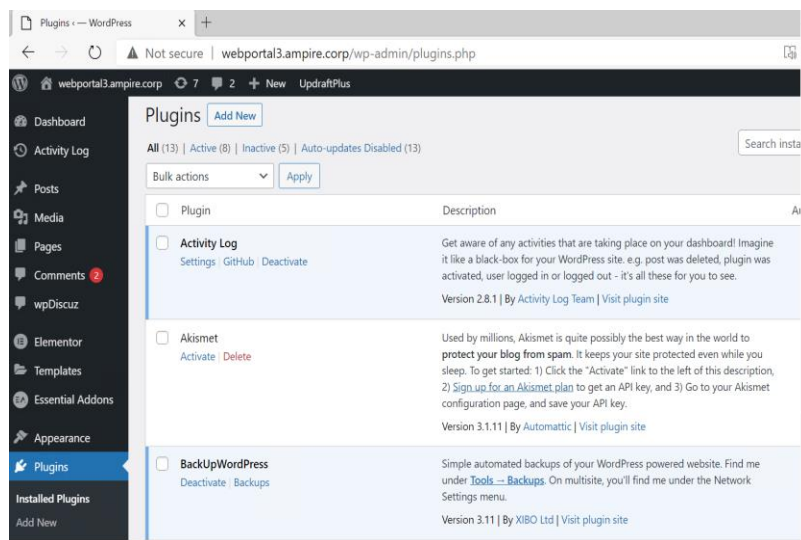 Plugins ‹ — WordPress
Not secure | webportal3.ampire.corp/wp-admin/plugins.php
webportal3.ampire.corp 7 2 New UpdraftPlus
Dashboard
Activity Log
Posts
Media
Pages
Comments 2
wpDiscuz
Elementor
Templates
Essential Addons
Appearance
Plugins
Installed Plugins
Add New
Plugins Add New
All (13) | Active (8) | Inactive (5) | Auto-updates Disabled (13)
Search insta
Bulk actions Apply
Plugin Description
Activity Log
Settings | GitHub | Deactivate
Get aware of any activities that are taking place on your dashboard! Imagine
it like a black-box for your WordPress site. e.g. post was deleted, plugin was
activated, user logged in or logged out - it's all these for you to see.
Version 2.8.1 | By Activity Log Team | Visit plugin site
Akismet
Activate | Delete
Used by millions, Akismet is quite possibly the best way in the world to
protect your blog from spam. It keeps your site protected even while you
sleep. To get started: 1) Click the "Activate" link to the left of this description,
2) Sign up for an Akismet plan to get an API key, and 3) Go to your Akismet
configuration page, and save your API key.
Version 3.1.11 | By Automattic | Visit plugin site
BackUpWordPress
Deactivate | Backups
Simple automated backups of your WordPress powered website. Find me
under Tools → Backups. On multisite, you'll find me under the Network
Settings menu.
Version 3.11 | By XIBO Ltd | Visit plugin site